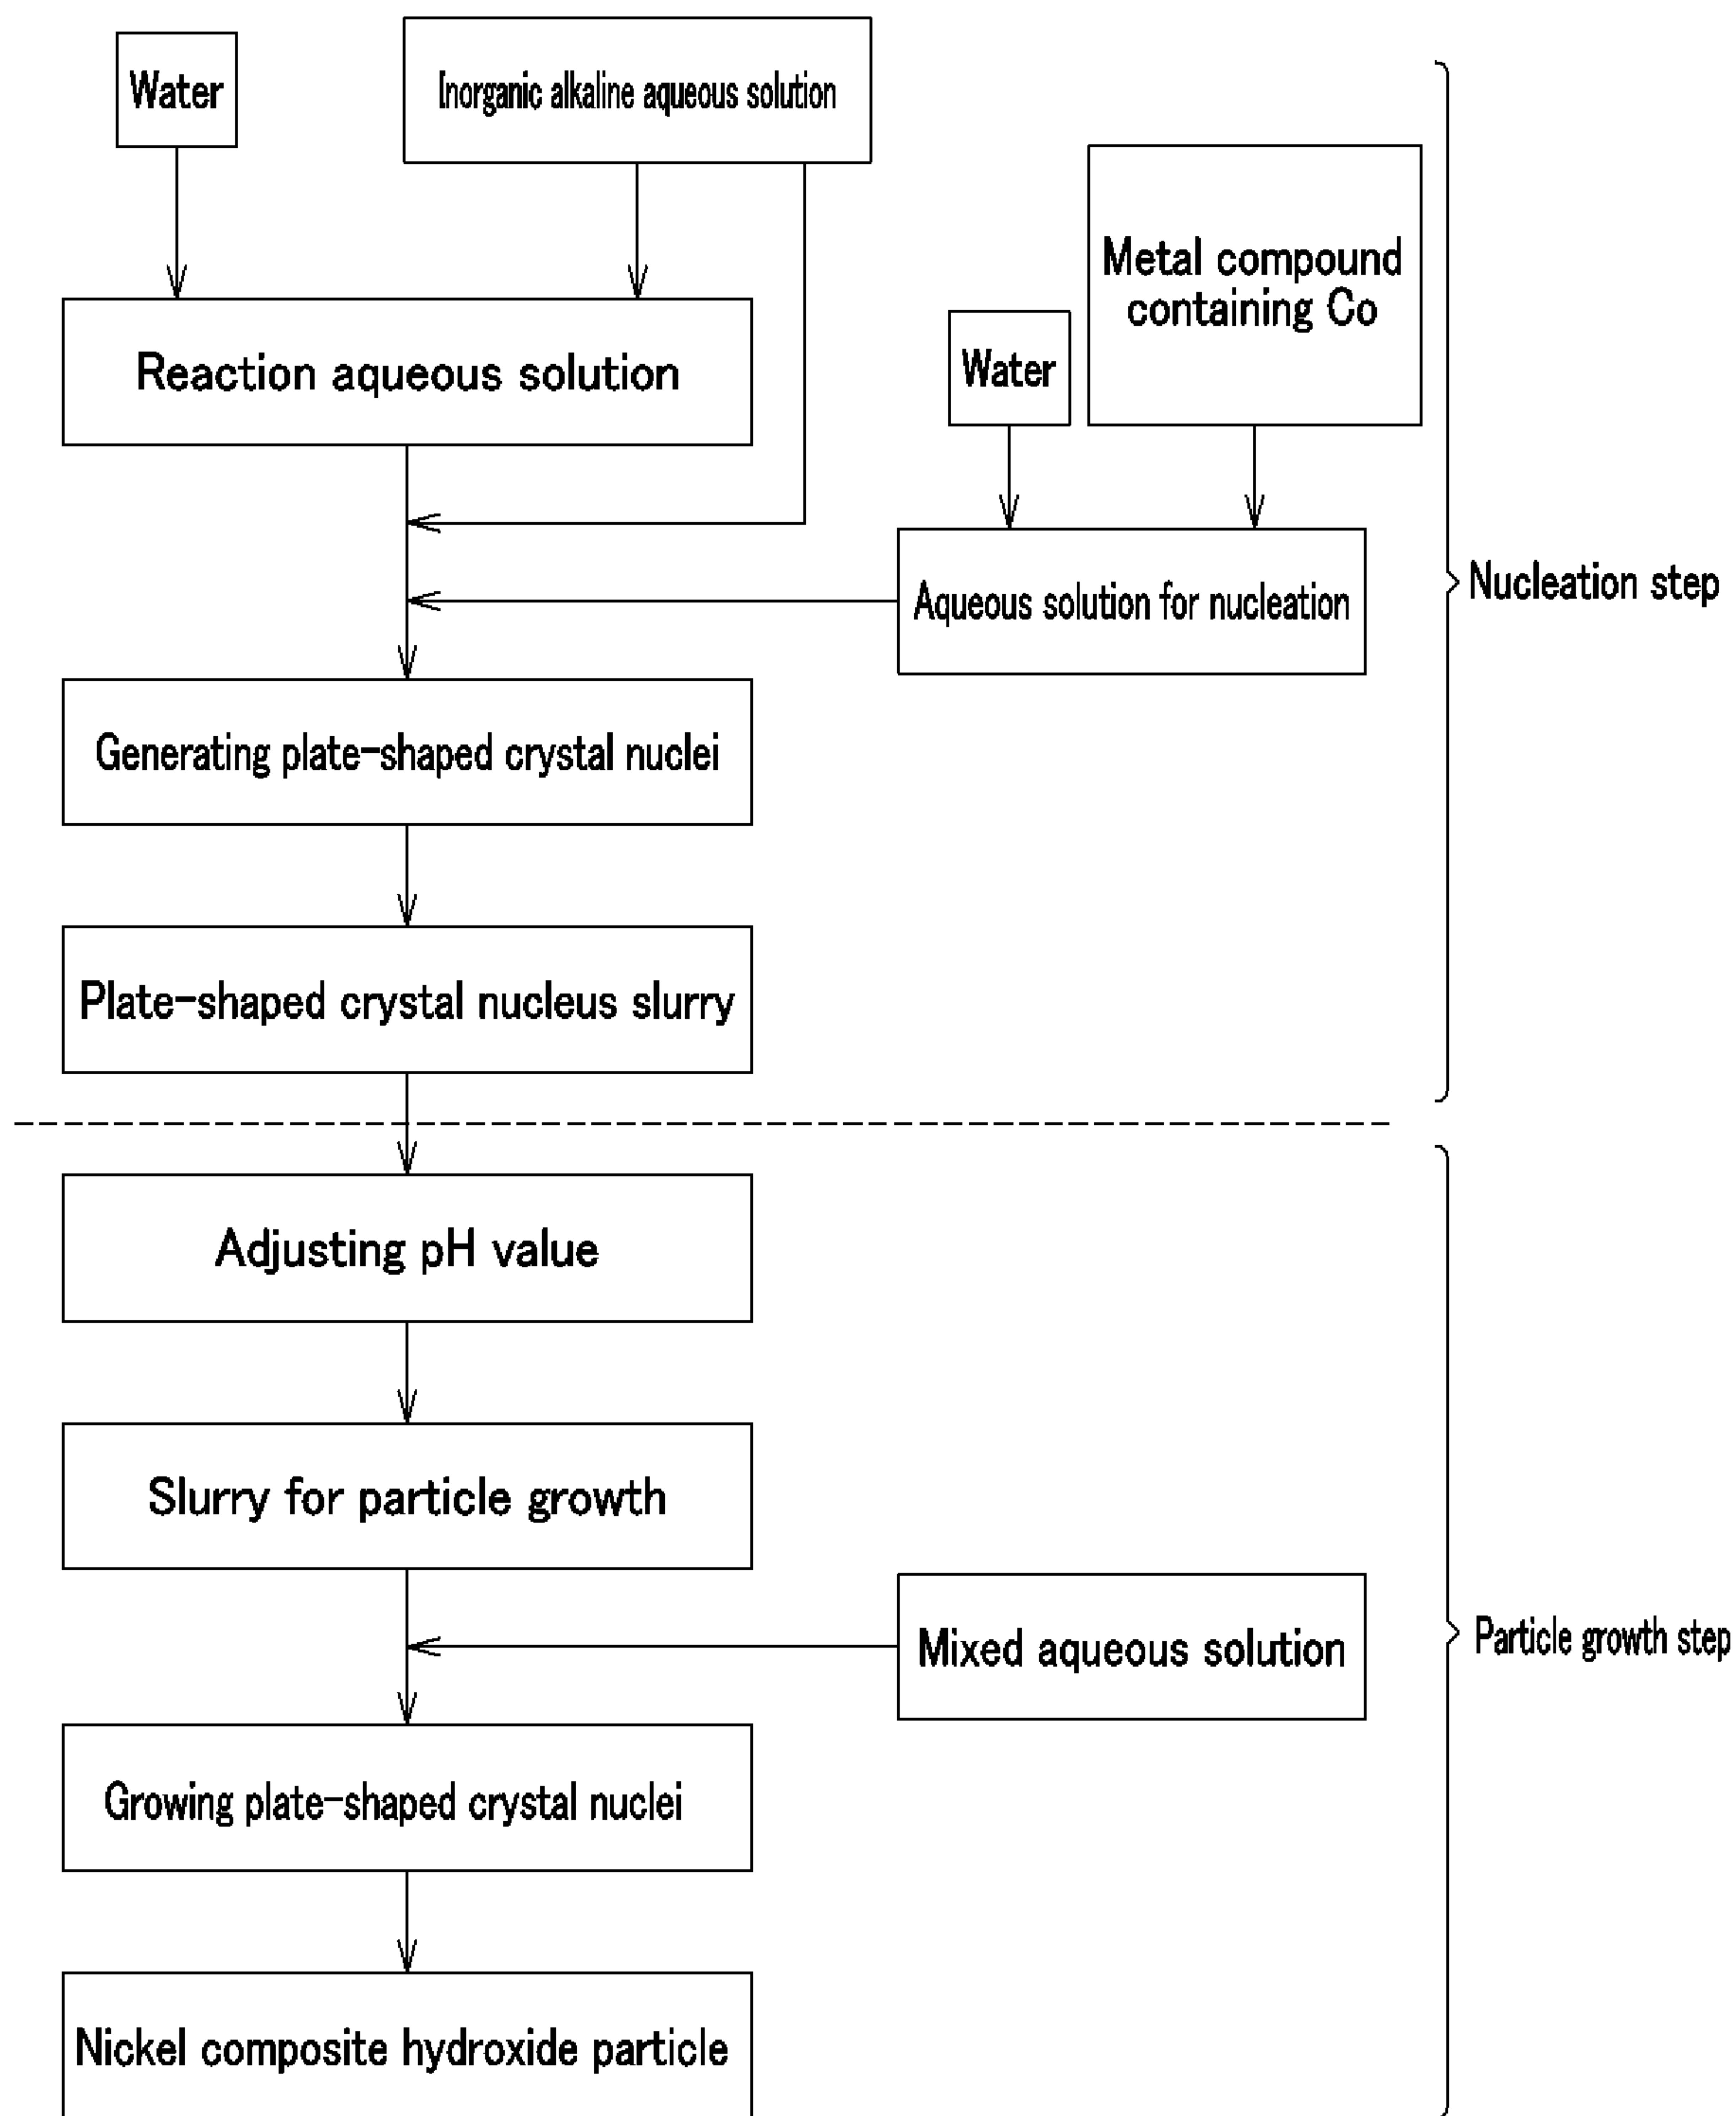 Water
Inorganic alkaline aqueous solution
Metal compound
containing Co
Water
Reaction aqueous solution
Aqueous solution for nucleation
Nucleation step
Generating plate-shaped crystal nuclei
Plate-shaped crystal nucleus slurry
Adjusting pH value
Slurry for particle growth
Mixed aqueous solution
Particle growth step
Growing plate-shaped crystal nuclei
Nickel composite hydroxide particle